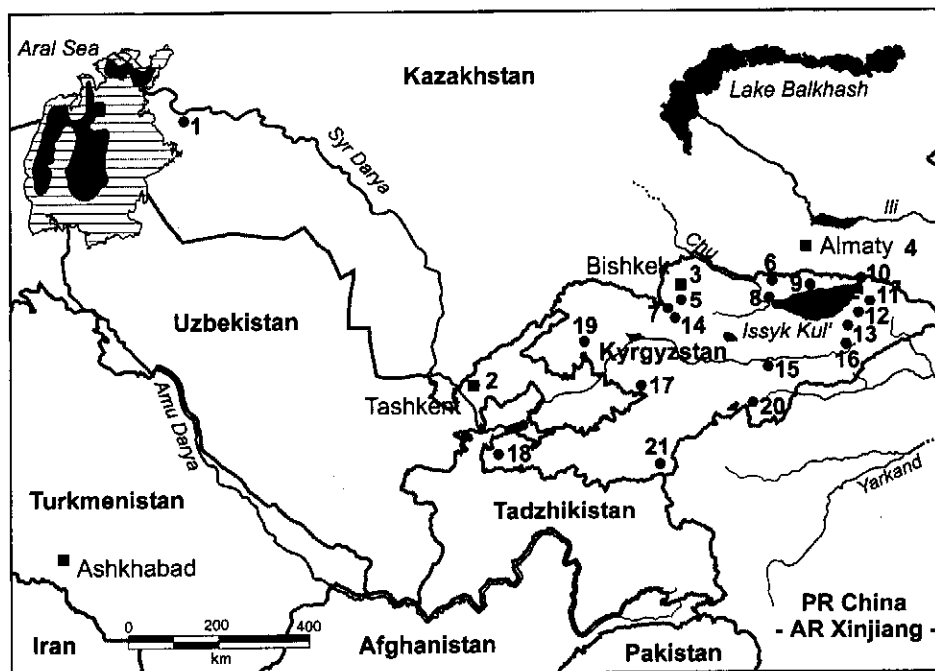 Aral Sea
Kazakhstan
Lake Balkhash
1
Syr Darya
Ili
Chu
Almaty 4
6
10
Bishkek 3
9
11
5
8
7
12
14
Issyk Kul'
13
Uzbekistan
19
Kyrgyzstan
16
15
2
17
Tashkent
20
Amu Darya
18
21
Yarkand
Turkmenistan
Tadzhikistan
Ashkhabad
PR China
- AR Xinjiang -
0 200 400
km
Iran
Afghanistan
Pakistan